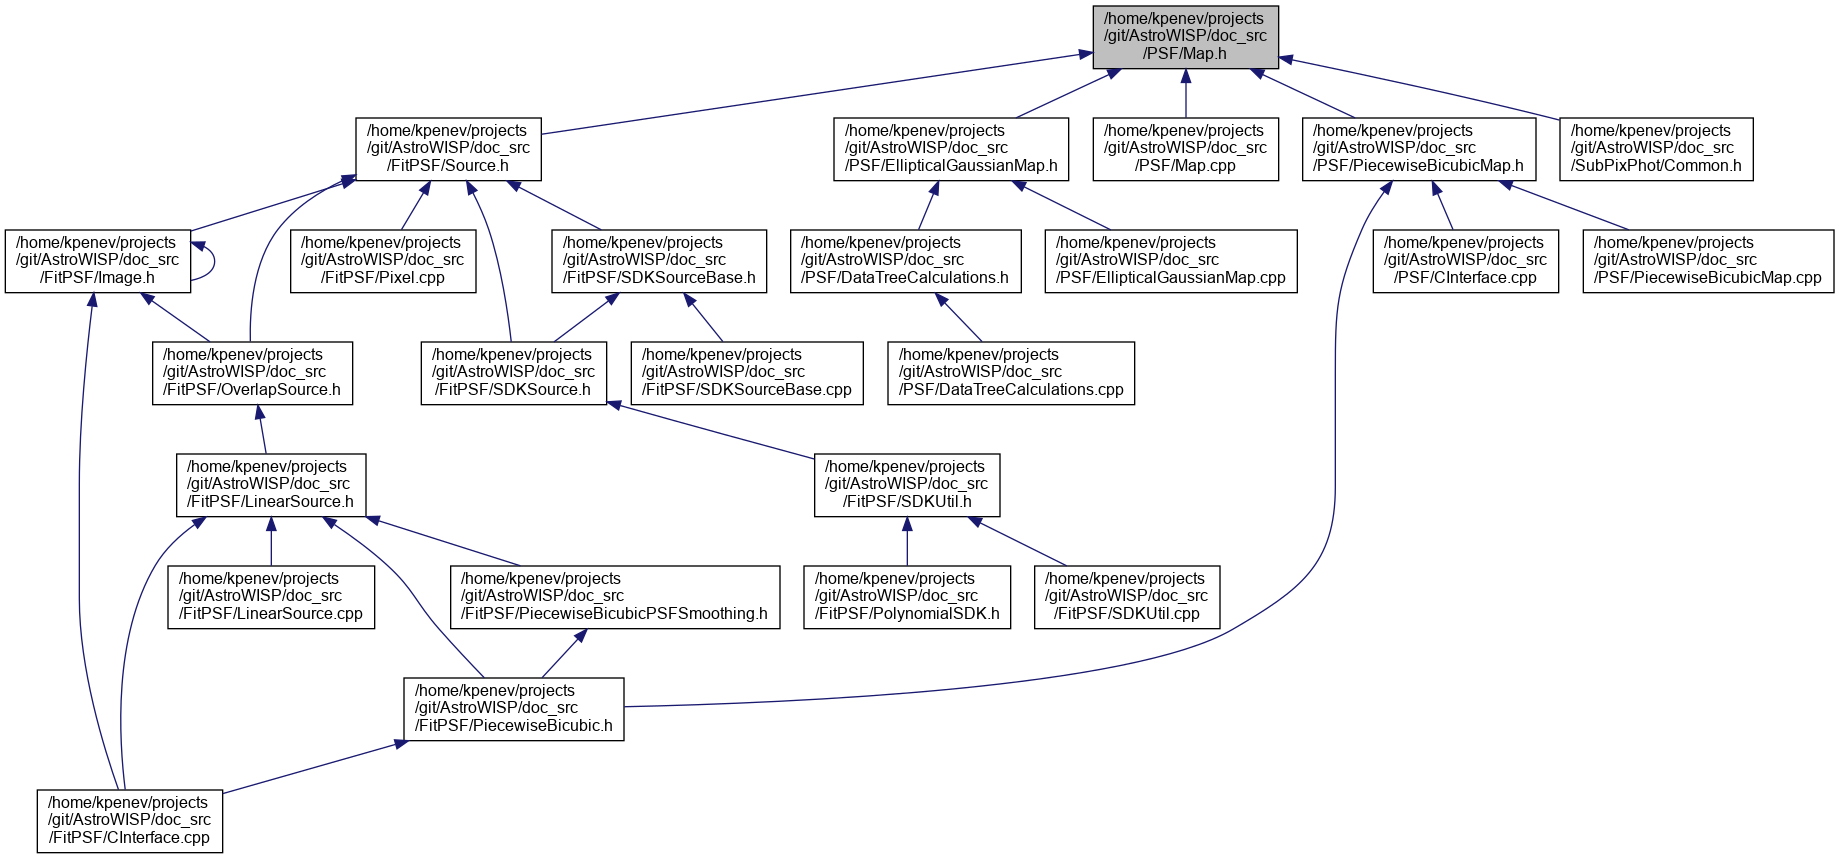 /home/kpenev/projects
/git/AstroWISP/doc_src
/PSF/Map.h
/home/kpenev/projects
/git/AstroWISP/doc_src
/FitPSF/Source.h
/home/kpenev/projects
/git/AstroWISP/doc_src
/PSF/EllipticalGaussianMap.h
/home/kpenev/projects
/git/AstroWISP/doc_src
/PSF/Map.cpp
/home/kpenev/projects
/git/AstroWISP/doc_src
/PSF/PiecewiseBicubicMap.h
/home/kpenev/projects
/git/AstroWISP/doc_src
/SubPixPhot/Common.h
/home/kpenev/projects
/git/AstroWISP/doc_src
/FitPSF/Image.h
/home/kpenev/projects
/git/AstroWISP/doc_src
/FitPSF/Pixel.cpp
/home/kpenev/projects
/git/AstroWISP/doc_src
/FitPSF/SDKSourceBase.h
/home/kpenev/projects
/git/AstroWISP/doc_src
/PSF/DataTreeCalculations.h
/home/kpenev/projects
/git/AstroWISP/doc_src
/PSF/EllipticalGaussianMap.cpp
/home/kpenev/projects
/git/AstroWISP/doc_src
/PSF/CInterface.cpp
/home/kpenev/projects
/git/AstroWISP/doc_src
/PSF/PiecewiseBicubicMap.cpp
/home/kpenev/projects
/git/AstroWISP/doc_src
/FitPSF/OverlapSource.h
/home/kpenev/projects
/git/AstroWISP/doc_src
/FitPSF/SDKSource.h
/home/kpenev/projects
/git/AstroWISP/doc_src
/FitPSF/SDKSourceBase.cpp
/home/kpenev/projects
/git/AstroWISP/doc_src
/PSF/DataTreeCalculations.cpp
/home/kpenev/projects
/git/AstroWISP/doc_src
/FitPSF/LinearSource.h
/home/kpenev/projects
/git/AstroWISP/doc_src
/FitPSF/SDKUtil.h
/home/kpenev/projects
/git/AstroWISP/doc_src
/FitPSF/LinearSource.cpp
/home/kpenev/projects
/git/AstroWISP/doc_src
/FitPSF/PiecewiseBicubicPSFSmoothing.h
/home/kpenev/projects
/git/AstroWISP/doc_src
/FitPSF/PolynomialSDK.h
/home/kpenev/projects
/git/AstroWISP/doc_src
/FitPSF/SDKUtil.cpp
/home/kpenev/projects
/git/AstroWISP/doc_src
/FitPSF/PiecewiseBicubic.h
/home/kpenev/projects
/git/AstroWISP/doc_src
/FitPSF/CInterface.cpp